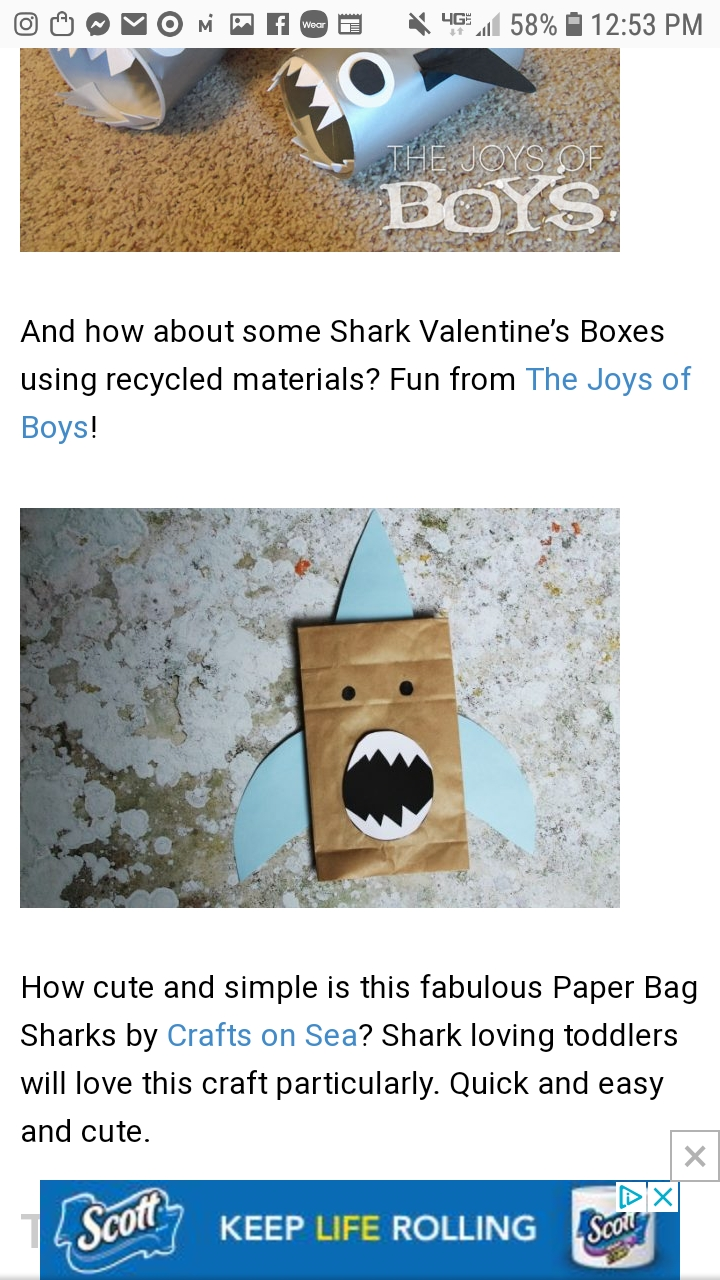 Wear
4G LTE
58%
12:53 PM
THE JOYS OF
BOYS.
And how about some Shark Valentine’s Boxes
using recycled materials? Fun from The Joys of
Boys!
How cute and simple is this fabulous Paper Bag
Sharks by Crafts on Sea? Shark loving toddlers
will love this craft particularly. Quick and easy
and cute.
T
Scott
KEEP LIFE ROLLING
Scott